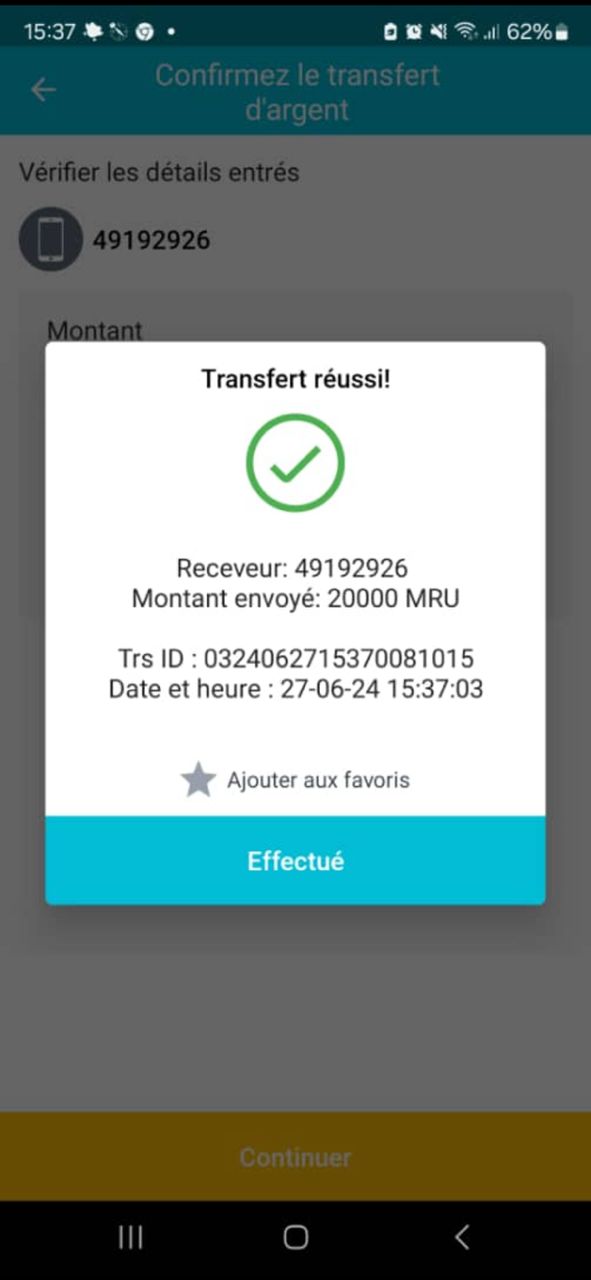 15:37
62%
Confirmez le transfert
d'argent
Vérifier les détails entrés
49192926
Montant
Transfert réussi!
Receveur: 49192926
Montant envoyé: 20000 MRU
Trs ID : 0324062715370081015
Date et heure : 27-06-24 15:37:03
Ajouter aux favoris
Effectué
Continuer